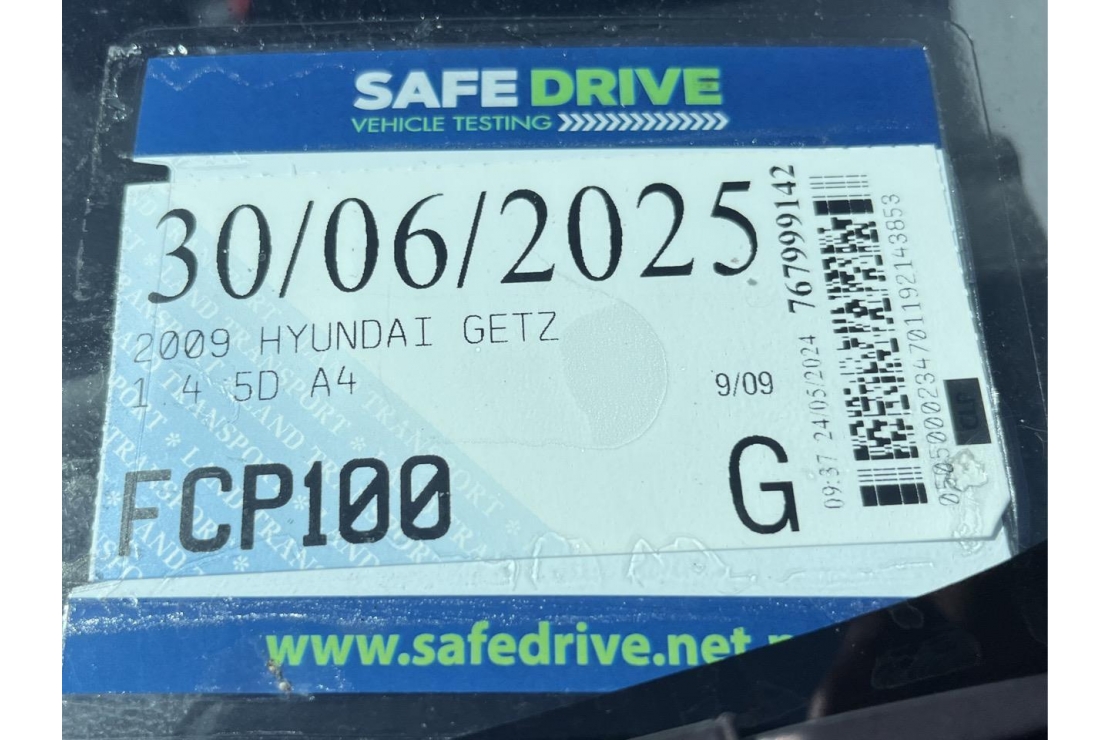 SAFE DRIVE
VEHICLE TESTING
30/06/2025
2009 HYUNDAI GETZ
1.4 5D A4
9/09
FCP100
G
767999142
09:37 24/05/2024
CLP
www.safedrive.net